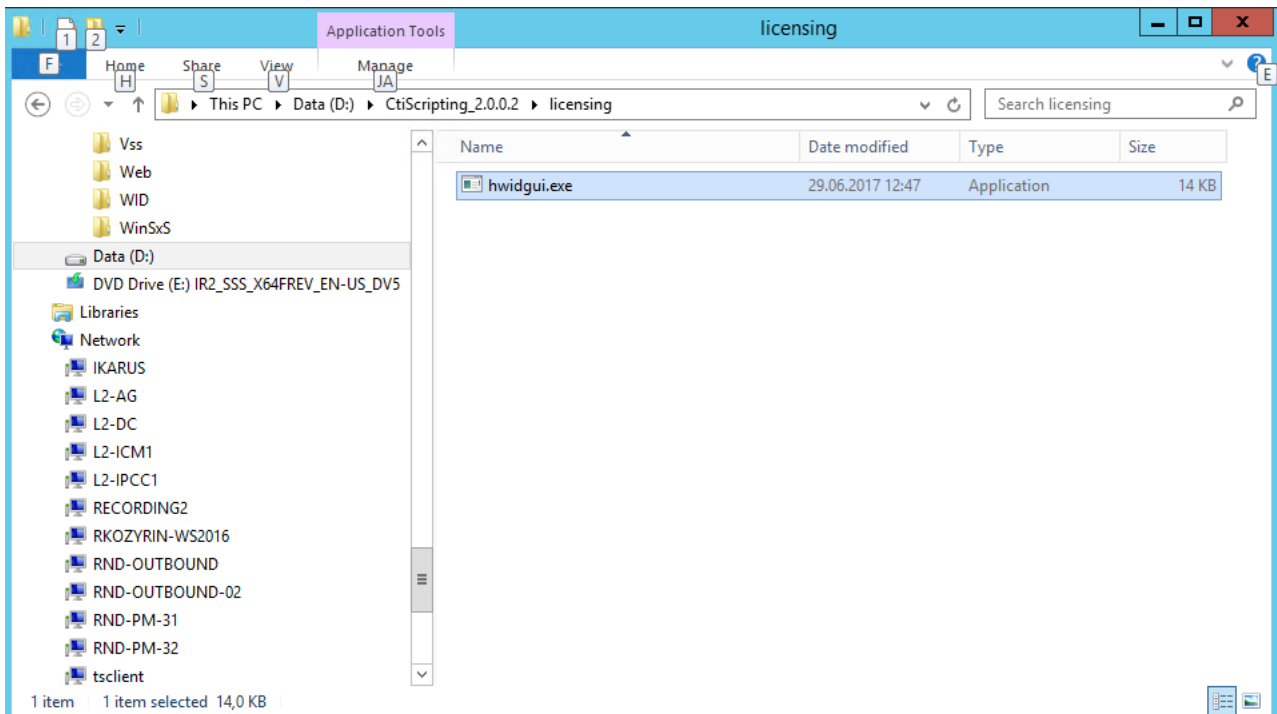 Application Tools
licensing
1
2
F
Home
Share
View
Manage
H
S
V
JA
E
This PC
Data (D:)
CtiScripting_2.0.0.2
licensing
Search licensing
Name
Date modified
Type
Size
hwidgui.exe
29.06.2017 12:47
Application
14 KB
Vss
Web
WID
WinSxS
Data (D:)
DVD Drive (E:) IR2_SSS_X64FREV_EN-US_DV5
Libraries
Network
IKARUS
L2-AG
L2-DC
L2-ICM1
L2-IPCC1
RECORDING2
RKOZYRIN-WS2016
RND-OUTBOUND
RND-OUTBOUND-02
RND-PM-31
RND-PM-32
tsclient
1 item
1 item selected 14,0 KB